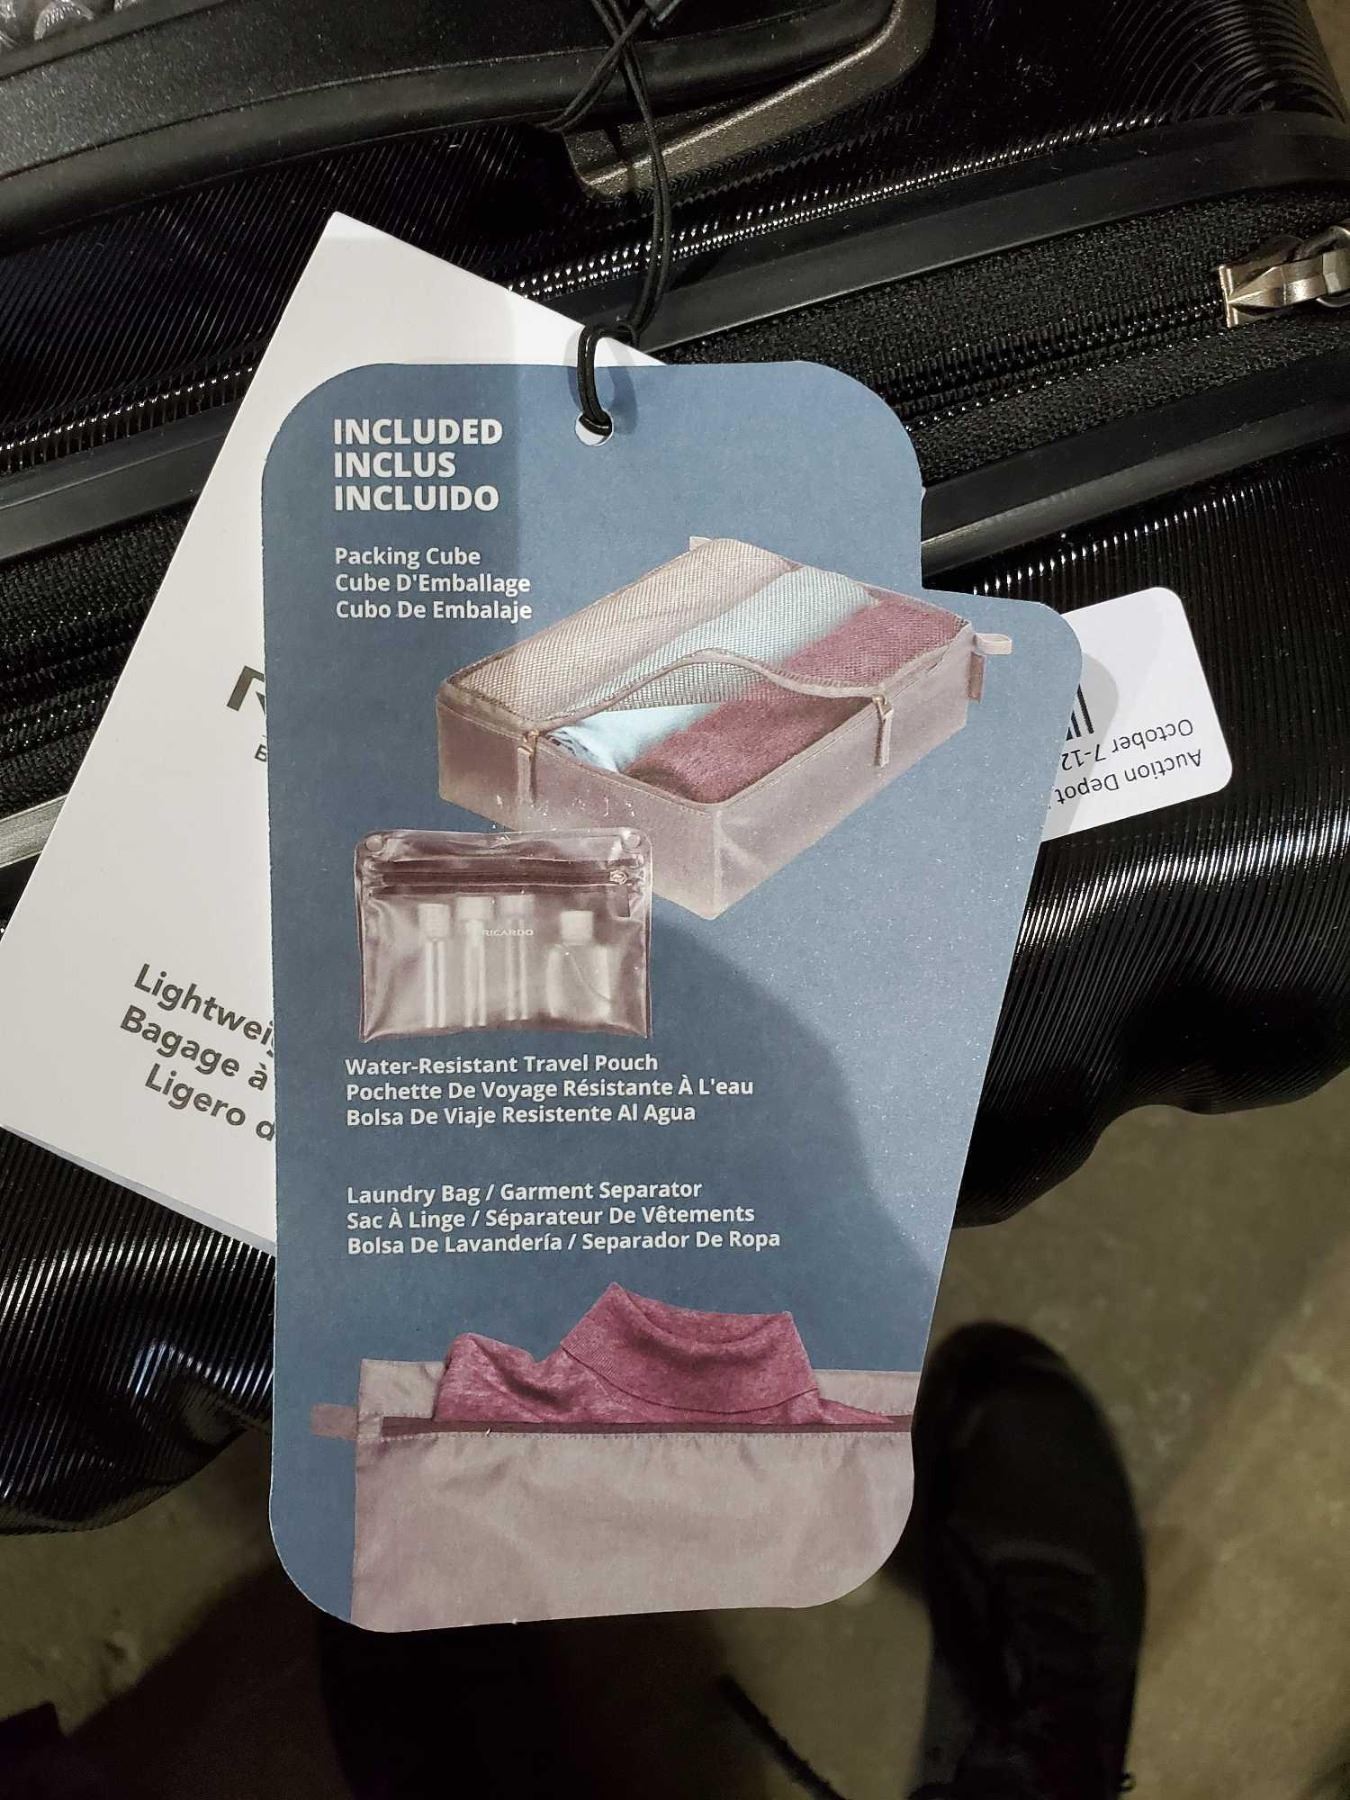 INCLUDED
INCLUS
INCLUIDO
Packing Cube
Cube D'Emballage
Cubo De Embalaje
RICARDO
Water-Resistant Travel Pouch
Pochette De Voyage Résistante À L'eau
Bolsa De Viaje Resistente Al Agua
Laundry Bag / Garment Separator
Sac À Linge / Séparateur De Vêtements
Bolsa De Lavandería / Separador De Ropa
Bagage à
Ligero
Auction Depot
October 7-12